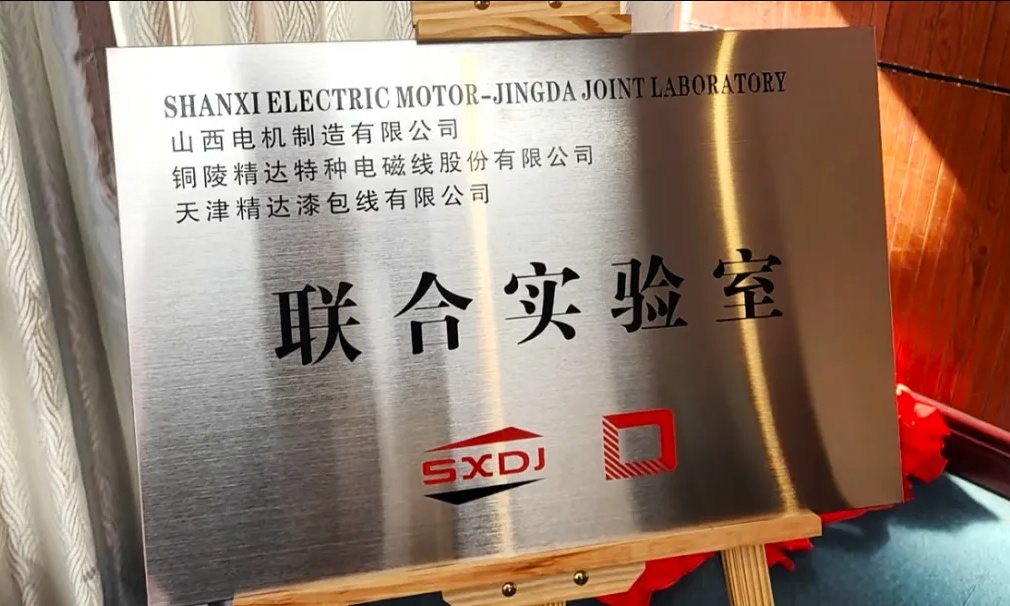 SHANXI ELECTRIC MOTOR-JINGDA JOINT LABORATORY
山西电机制造有限公司
铜陵精达特种电磁线股份有限公司
天津精达漆包线有限公司
联合实验室
SXDJ